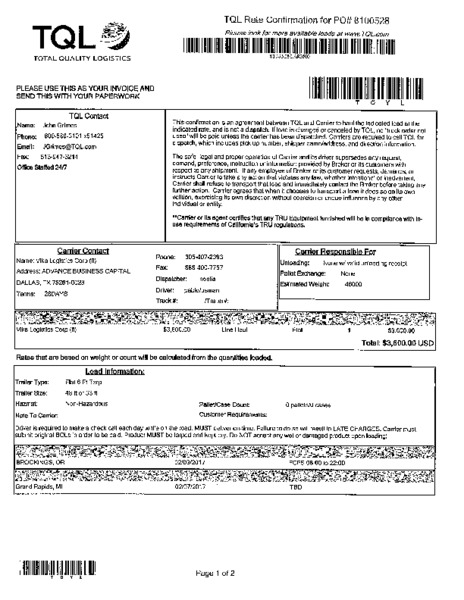 TQL Rate Confirmation for PO# 8100528
Please look for more available loads at www.TQL.com
TQL
TOTAL QUALITY LOGISTICS
PLEASE USE THIS AS YOUR INVOICE AND
SEND THIS WITH YOUR PAPERWORK
T Q Y L
TQL Contact
Name: John Grimes
Phone: 800-580-3101 x51425
Email: JGrimes@TQL.com
Fax: 513-547-3214
Office Staffed 24/7
This confirmation is an agreement between TQL and Carrier to haul the indicated load at the
indicated rate, and is not a dispatch. If load is changed or canceled by TQL, no 'truck order not
used' will be paid unless the carrier has been dispatched. Carriers are required to call TQL for
dispatch, which includes pick up number, shipper name/address, and directions/information.
The safe, legal and proper operation of Carrier and its driver supersedes any request,
demand, preference, instruction or information provided by Broker or its customers with
respect to any shipment. If any employee of Broker or its customer requests, demands, or
instructs Carrier to take any action that violates any law, whether intentional or inadvertent,
Carrier shall refuse to transport that load and immediately contact the Broker before taking any
further action. Carrier agrees that when it chooses to transport a load it does so on its own
volition, exercising its own discretion without coercion or undue influence by any other
individual or entity.
**Carrier or its agent certifies that any TRU Equipment furnished will be in compliance with in-
use requirements of California's TRU regulations.
Carrier Contact
Name: Vika Logistics Corp (fl)
Address: ADVANCE BUSINESS CAPITAL
DALLAS, TX
Terms: 28DAYS
Phone: 305-407-2393
Fax: 888-400-7757
Dispatcher:
Driver:
Truck #: /Trailer#:
Carrier Responsible For
Unloading: None w/ valid unloading receipt
Pallet Exchange: None
Estimated Weight: 48000
Vika Logistics Corp (fl) $3,600.00 Line Haul Flat 1 $3,600.00
Total: $3,600.00 USD
Rates that are based on weight or count will be calculated from the quantities loaded.
Load Information:
Trailer Type: Flat 6 Ft Tarp
Trailer Size: 48 ft or 53 ft
Hazmat: Non-Hazardous
Pallet/Case Count: 0 pallets/0 cases
Note To Carrier:
Customer Requirements:
Driver is required to make a check call each day while on the road. MUST deliver on time. Failure to do so will result in LATE CHARGES. Carrier must
submit original BOLs in order to be paid. Product MUST be tarped and kept dry. Do NOT accept any wet or damaged product upon loading.
BROOKINGS, OR 02/03/2017 FCFS 06:00 to 22:00
Grand Rapids, MI 02/07/2017 TBD
T Q Y L
Page 1 of 2